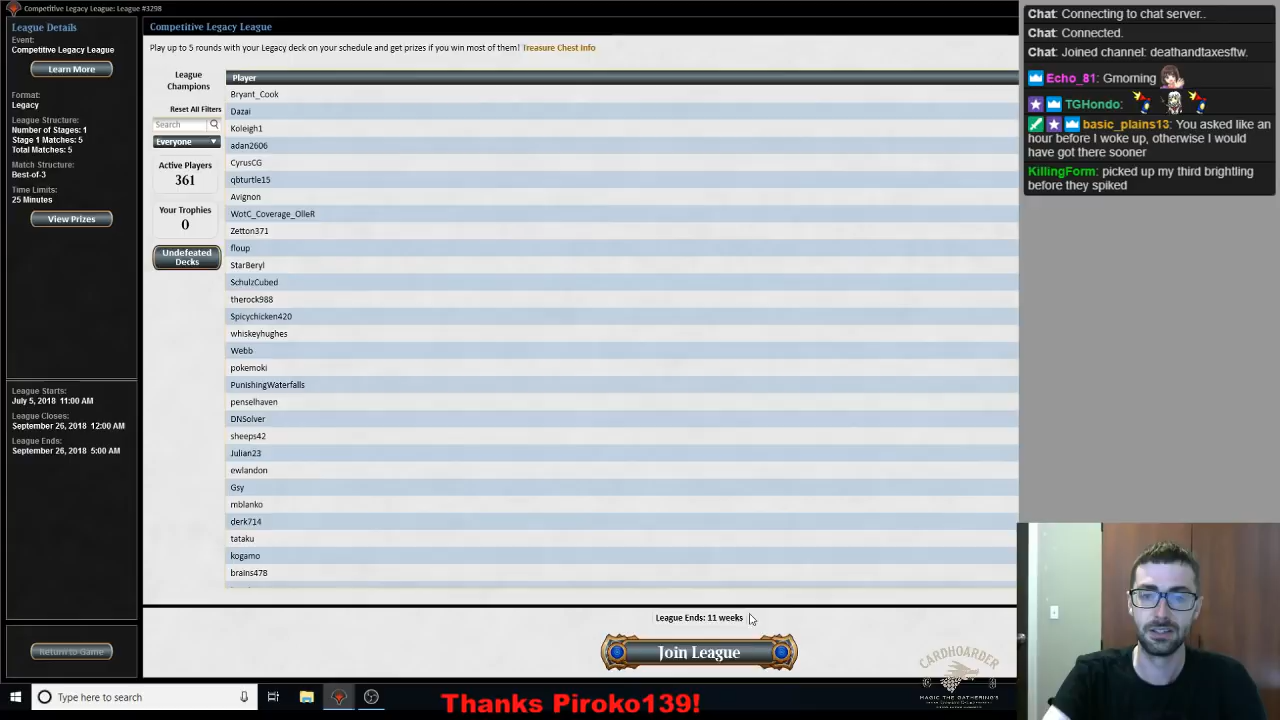 Competitive Legacy League: League #3298
League Details
Event:
Competitive Legacy League
Learn More
Format:
Legacy
League Structure:
Number of Stages: 1
Stage 1 Matches: 5
Total Matches: 5
Match Structure:
Best-of-3
Time Limits:
25 Minutes
View Prizes
League Starts:
July 5, 2018 11:00 AM
League Closes:
September 26, 2018 12:00 AM
League Ends:
September 26, 2018 5:00 AM
Return to Game
Competitive Legacy League
Play up to 5 rounds with your Legacy deck on your schedule and get prizes if you win most of them! Treasure Chest Info
League
Champions
Reset All Filters
Search
Everyone
Active Players
361
Your Trophies
0
Undefeated
Decks
Player
Bryant_Cook
Dazai
Koleigh1
adan2606
CyrusCG
qbturtle15
Avignon
WotC_Coverage_OlleR
Zetton371
floup
StarBeryl
SchulzCubed
therock988
Spicychicken420
whiskeyhughes
Webb
pokemoki
PunishingWaterfalls
penselhaven
DNSolver
sheeps42
Julian23
ewlandon
Gsy
mblanko
derk714
tataku
kogamo
brains478
League Ends: 11 weeks
Join League
Chat: Connecting to chat server..
Chat: Connected.
Chat: Joined channel: deathandtaxesftw.
Echo_81: Gmorning
TGHondo:
basic_plains13: You asked like an
hour before I woke up, otherwise I would
have got there sooner
KillingForm: picked up my third brightling
before they spiked
CARDHOARDER
Type here to search
Thanks Piroko139!